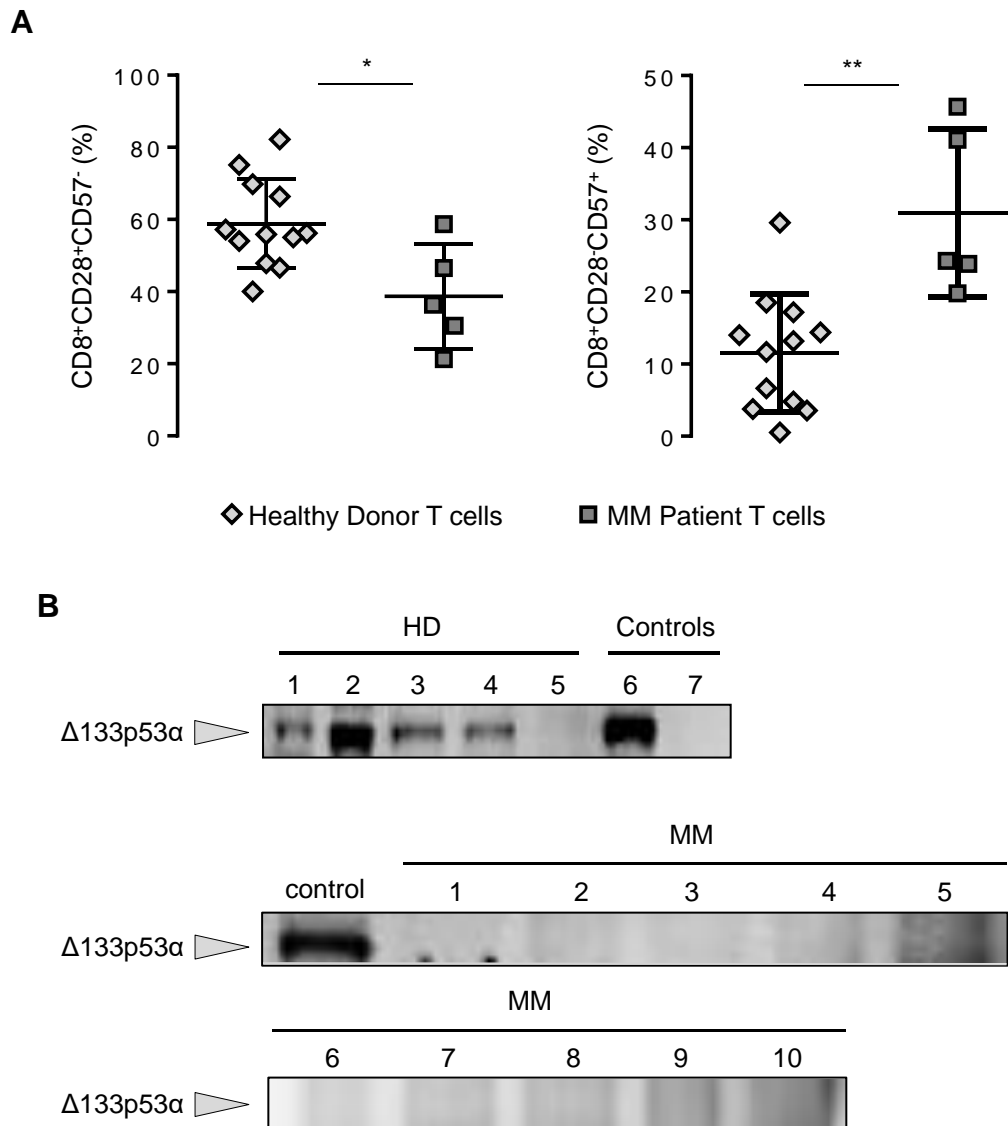 A
CD8⁺CD28⁺CD57⁻ (%)
100
80
60
40
20
0
*
CD8⁺CD28⁻CD57⁺ (%)
50
40
30
20
10
0
**
Healthy Donor T cells
MM Patient T cells
B
HD
Controls
1 2 3 4 5 6 7
Δ133p53α
MM
control 1 2 3 4 5
Δ133p53α
MM
6 7 8 9 10
Δ133p53α